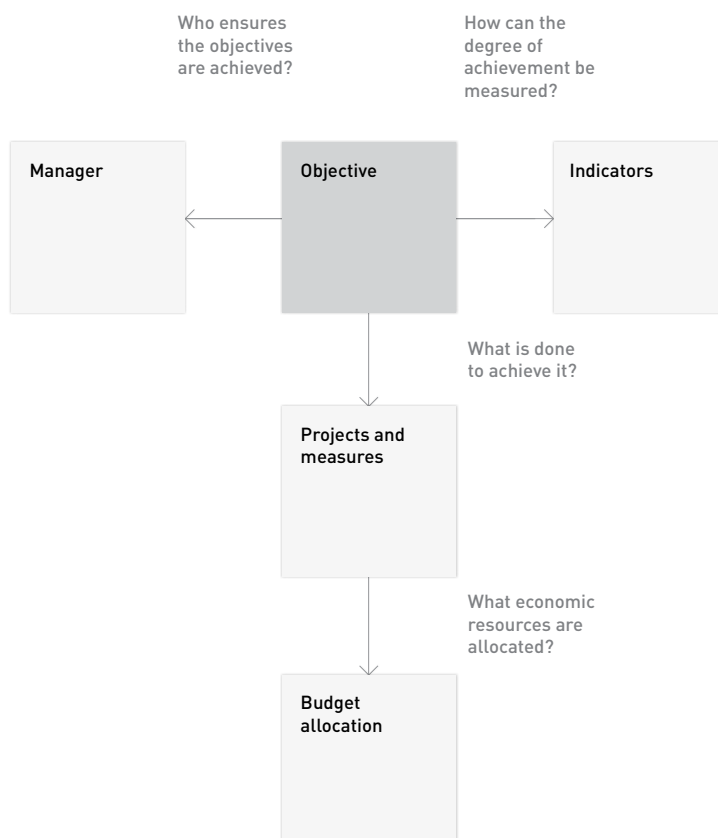 Who ensures
the objectives
are achieved?
How can the
degree of
achievement be
measured?
Manager
Objective
Indicators
What is done
to achieve it?
Projects and
measures
What economic
resources are
allocated?
Budget
allocation